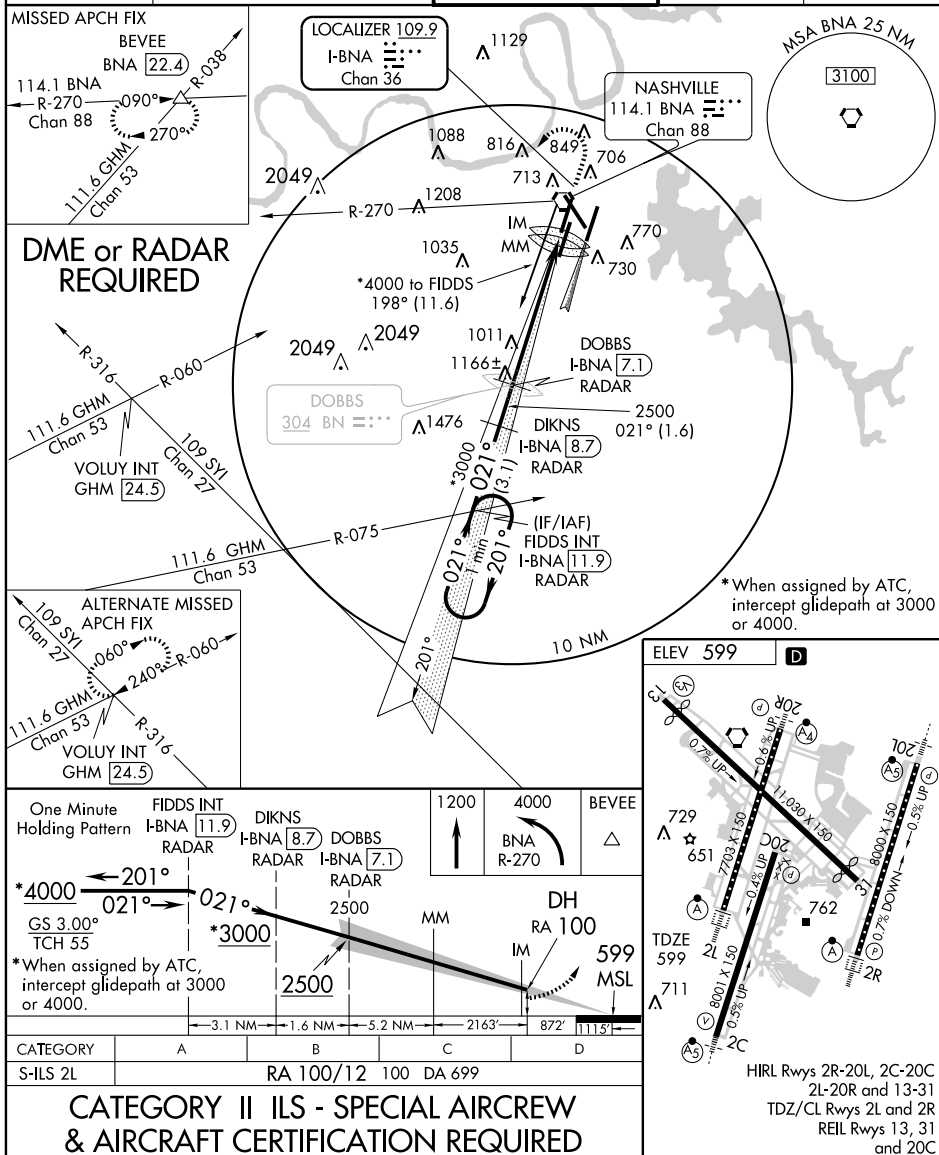 MISSED APCH FIX
BEVEE
BNA 22.4
R-038
114.1 BNA
R-270
Chan 88
090°
270°
111.6 GHM
Chan 53
LOCALIZER 109.9
I-BNA
Chan 36
1129
NASHVILLE
114.1 BNA
Chan 88
MSA BNA 25 NM
3100
1088
816
849
706
713
2049
1208
R-270
IM
MM
770
730
1035
DME or RADAR
REQUIRED
*4000 to FIDDS
198° (11.6)
2049
2049
1011
1166±
DOBBS
I-BNA 7.1
RADAR
R-316
R-060
111.6 GHM
Chan 53
109 SYI
Chan 27
VOLUY INT
GHM 24.5
DOBBS
304 BN
1476
2500
021° (1.6)
DIKNS
I-BNA 8.7
RADAR
*3000
021°
(3.1)
(IF/IAF)
FIDDS INT
I-BNA 11.9
RADAR
021°
1 min
201°
R-075
111.6 GHM
Chan 53
201°
10 NM
*When assigned by ATC,
intercept glidepath at 3000
or 4000.
ALTERNATE MISSED
APCH FIX
109 SYI
Chan 27
060°
240°
R-060
111.6 GHM
Chan 53
R-316
VOLUY INT
GHM 24.5
ELEV 599
D
13
V5
20R
P
A4
0.7% UP
0.6% UP
20L
A5
P
0.5% UP
11,030 X 150
7703 X 150
8000 X 150
729
651
20C
P
0.4% UP
31
762
0.7% DOWN
A
2L
A
P
2R
TDZE
599
711
8001 X 150
0.5% UP
V
A5
2C
HIRL Rwys 2R-20L, 2C-20C
2L-20R and 13-31
TDZ/CL Rwys 2L and 2R
REIL Rwys 13, 31
and 20C
One Minute
Holding Pattern
FIDDS INT
I-BNA 11.9
RADAR
DIKNS
I-BNA 8.7
RADAR
DOBBS
I-BNA 7.1
RADAR
1200
4000
BNA
R-270
BEVEE
*4000
201°
021°
021°
2500
MM
DH
RA 100
IM
599
MSL
GS 3.00°
TCH 55
*3000
2500
*When assigned by ATC,
intercept glidepath at 3000
or 4000.
3.1 NM
1.6 NM
5.2 NM
2163'
872'
1115'
CATEGORY A B C D
S-ILS 2L RA 100/12 100 DA 699
CATEGORY II ILS - SPECIAL AIRCREW
& AIRCRAFT CERTIFICATION REQUIRED